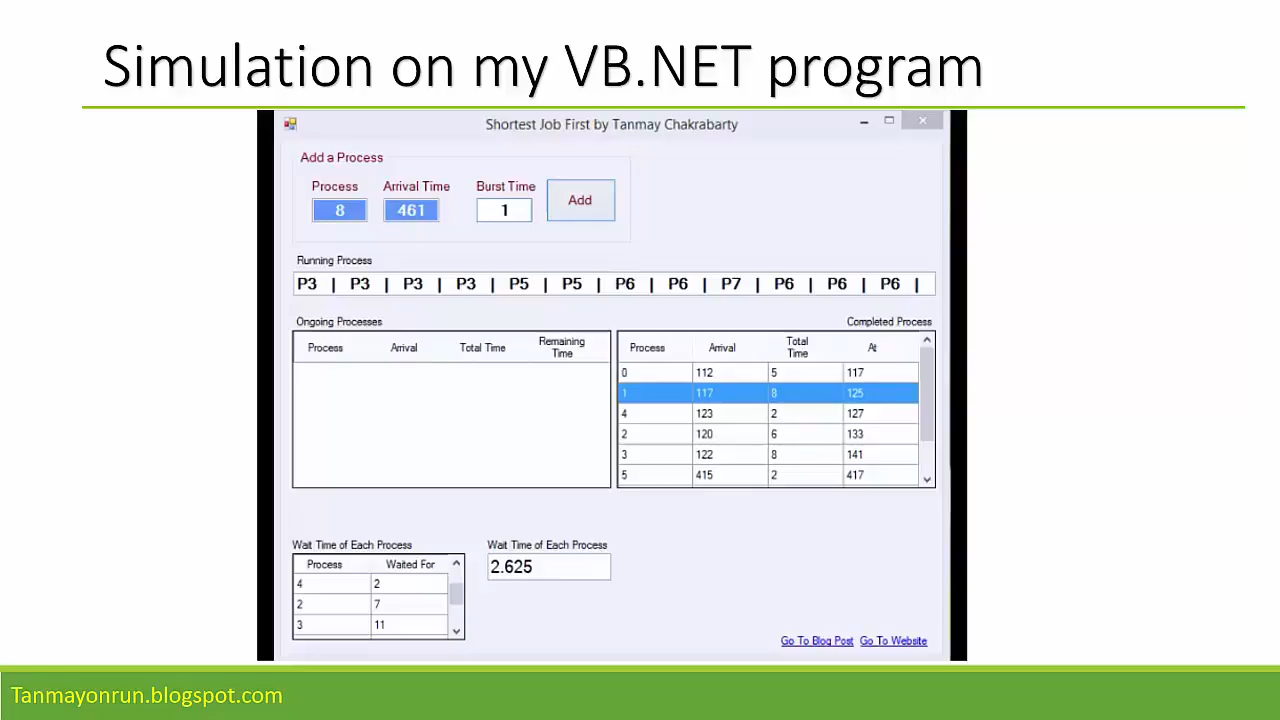 Simulation on my VB.NET program
Shortest Job First by Tanmay Chakrabarty
Add a Process
Process Arrival Time Burst Time
8 461 1 Add
Running Process
P3 | P3 | P3 | P3 | P5 | P5 | P6 | P6 | P7 | P6 | P6 | P6 |
Ongoing Processes
Process Arrival Total Time Remaining Time
Completed Process
Process Arrival Total Time At
0 112 5 117
1 117 8 125
4 123 2 127
2 120 6 133
3 122 8 141
5 415 2 417
Wait Time of Each Process
Process Waited For
4 2
2 7
3 11
Wait Time of Each Process
2.625
Go To Blog Post Go To Website
Tanmayonrun.blogspot.com